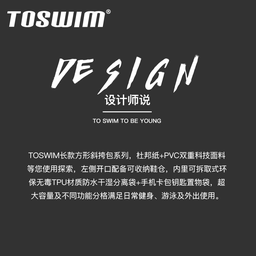 TOSWIM®
DESIGN
设计师说
TO SWIM TO BE YOUNG
TOSWIM长款方形斜挎包系列，杜邦纸+PVC双重科技面料
等您使用探索，左侧开口配备可收纳鞋仓，内里可拆取式环
保无毒TPU材质防水干湿分离袋+手机卡包钥匙置物袋，超
大容量及不同功能分格满足日常健身、游泳及外出使用。